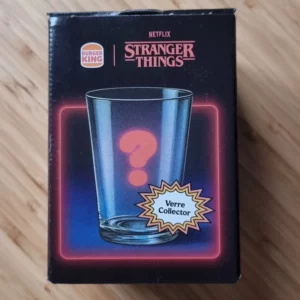 BURGER
KING
NETFLIX
STRANGER
THINGS
?
Verre
Collector